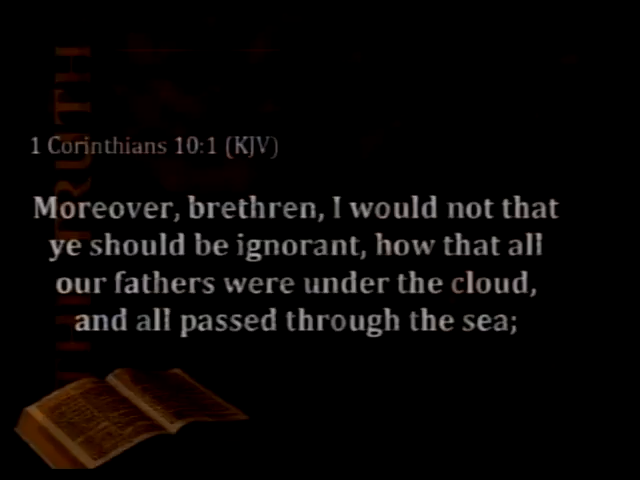 1 Corinthians 10:1 (KJV)
Moreover, brethren, I would not that
ye should be ignorant, how that all
our fathers were under the cloud,
and all passed through the sea;
TRUTH